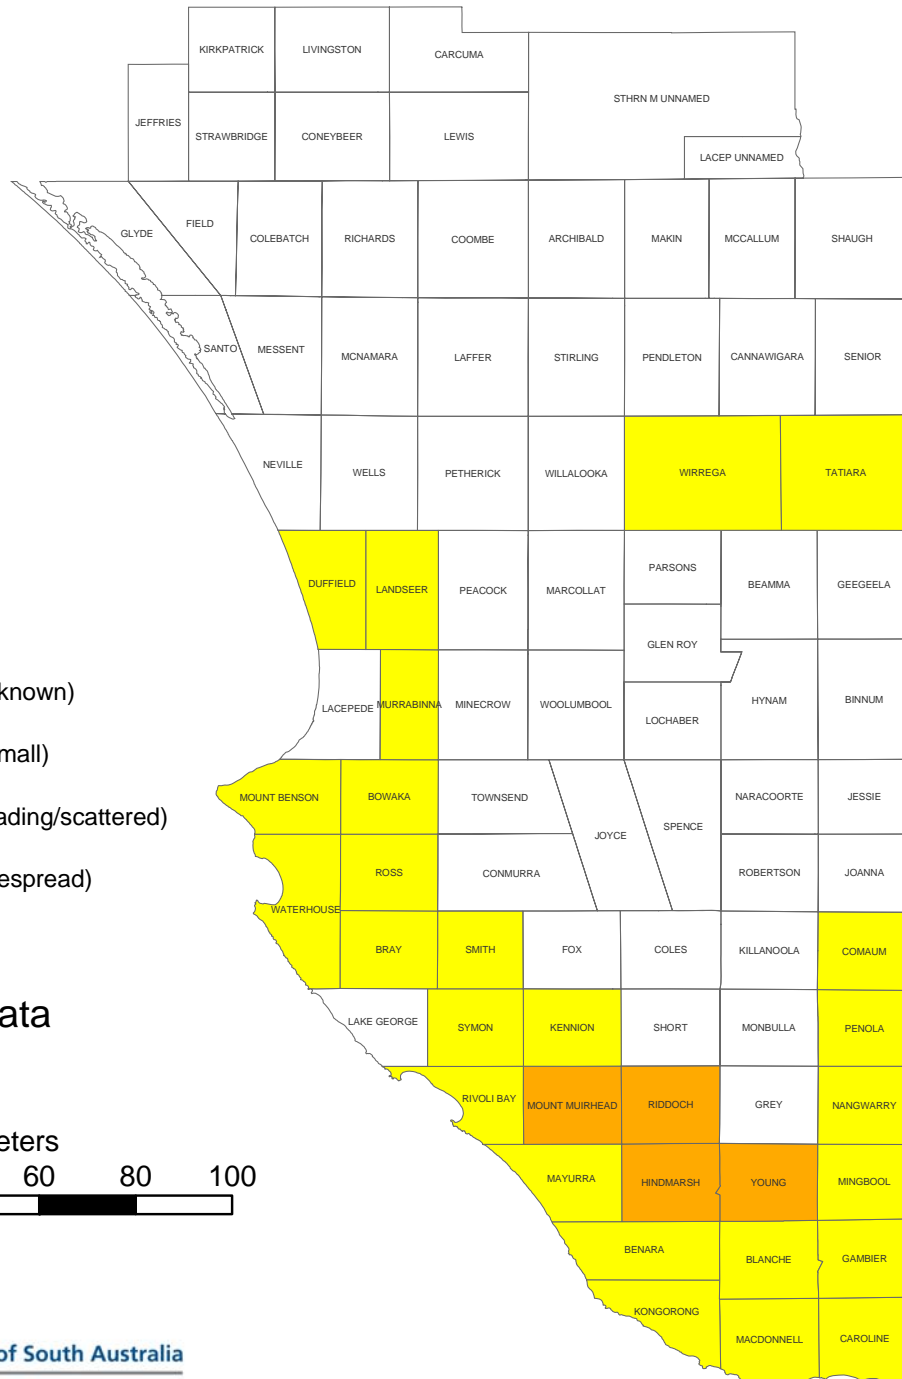 KIRKPATRICK
LIVINGSTON
CARCUMA
STHRN M UNNAMED
JEFFRIES
STRAWBRIDGE
CONEYBEER
LEWIS
LACEP UNNAMED
GLYDE
FIELD
COLEBATCH
RICHARDS
COOMBE
ARCHIBALD
MAKIN
MCCALLUM
SHAUGH
SANTO
MESSENT
MCNAMARA
LAFFER
STIRLING
PENDLETON
CANNAWIGARA
SENIOR
NEVILLE
WELLS
PETHERICK
WILLALOOKA
WIRREGA
TATIARA
DUFFIELD
LANDSEER
PEACOCK
MARCOLLAT
PARSONS
BEAMMA
GEEGEELA
GLEN ROY
known)
LACEPEDE
MURRABINNA
MINECROW
WOOLUMBOOL
LOCHABER
HYNAM
BINNUM
mall)
MOUNT BENSON
BOWAKA
TOWNSEND
JOYCE
SPENCE
NARACOORTE
JESSIE
ading/scattered)
ROSS
CONMURRA
ROBERTSON
JOANNA
espread)
WATERHOUSE
BRAY
SMITH
FOX
COLES
KILLANOOLA
COMAUM
ata
LAKE GEORGE
SYMON
KENNION
SHORT
MONBULLA
PENOLA
RIVOLI BAY
MOUNT MUIRHEAD
RIDDOCH
GREY
NANGWARRY
eters
60 80 100
MAYURRA
HINDMARSH
YOUNG
MINGBOOL
BENARA
BLANCHE
GAMBIER
KONGORONG
MACDONNELL
CAROLINE
of South Australia